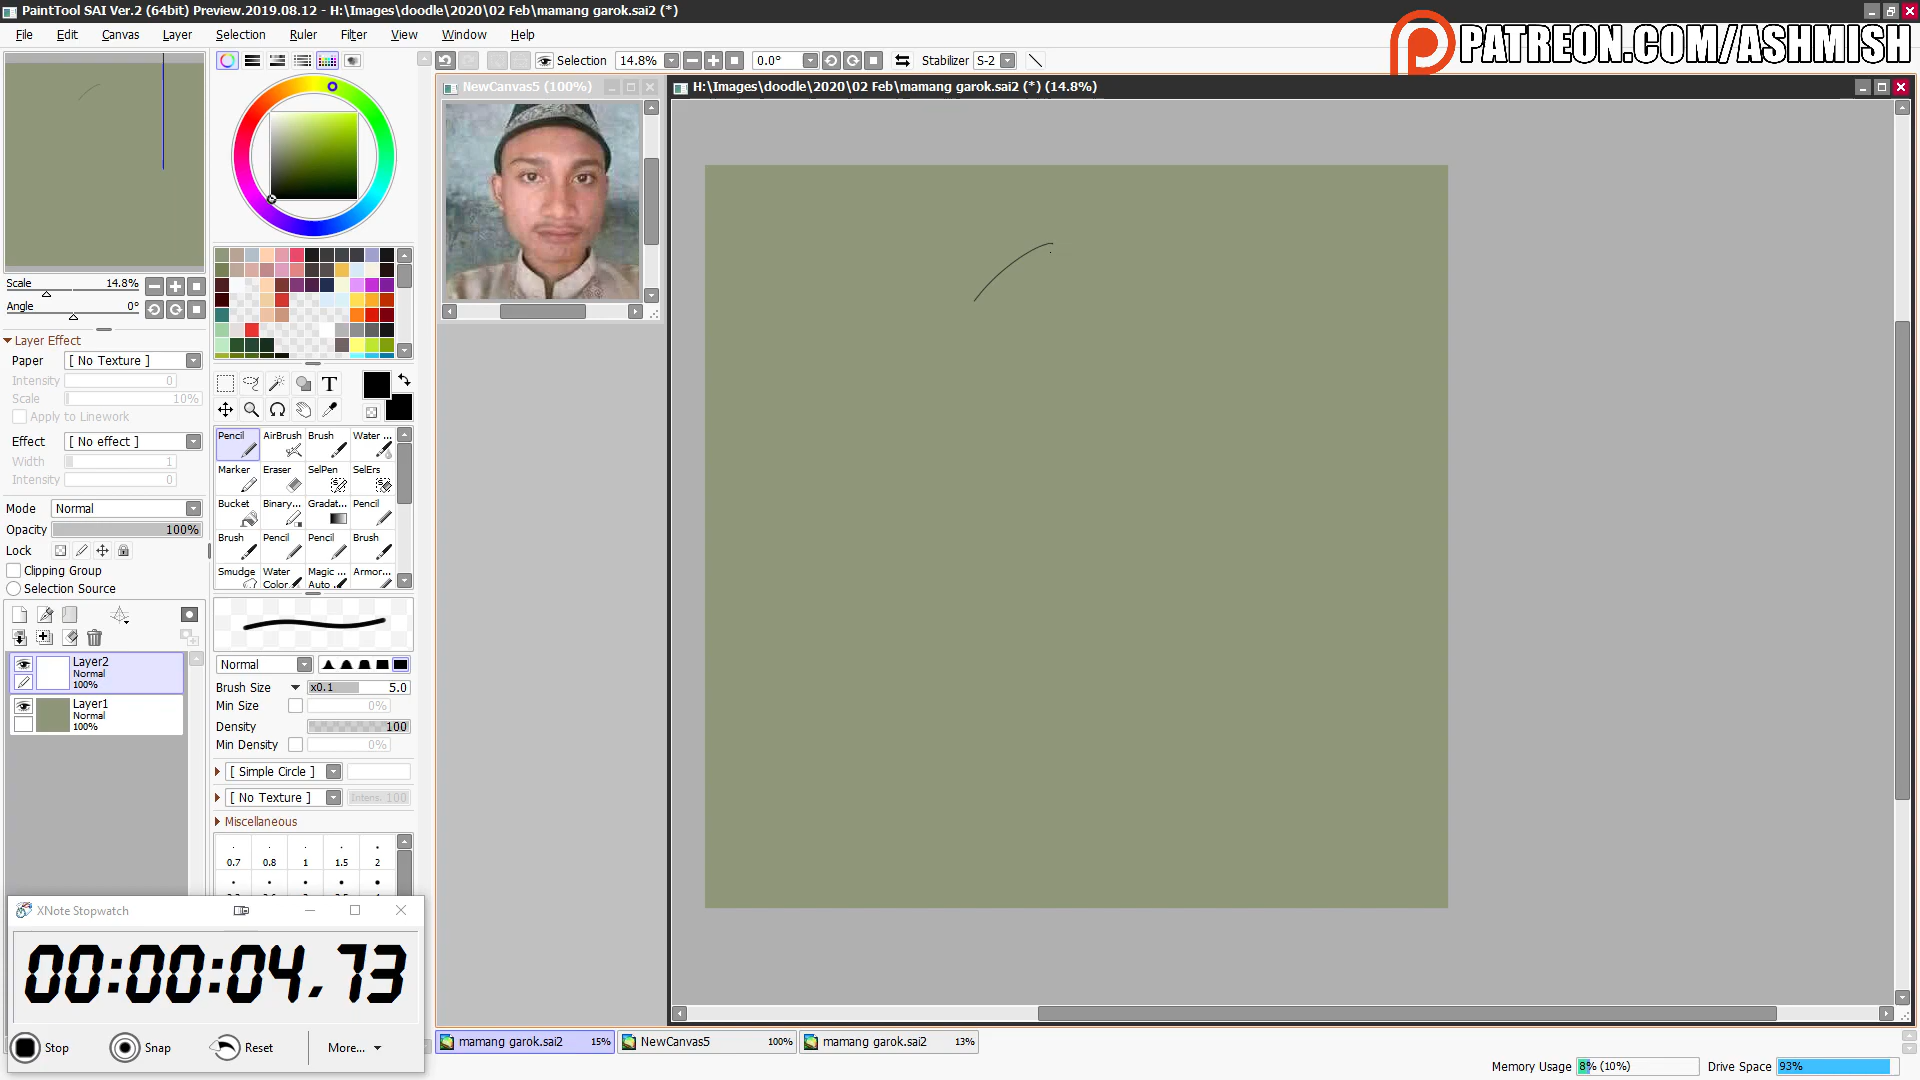 PaintTool SAI Ver.2 (64bit) Preview.2019.08.12 - H:\Images\doodle\2020\02 Feb\mamang garok.sai2 (*)
File Edit Canvas Layer Selection Ruler Filter View Window Help
PATREON.COM/ASHMISH
Selection 14.8% 0.0° Stabilizer S-2
NewCanvas5 (100%)
H:\Images\doodle\2020\02 Feb\mamang garok.sai2 (*) (14.8%)
Scale 14.8%
Angle 0°
Layer Effect
Paper [ No Texture ]
Intensity 0
Scale 10%
Apply to Linework
Effect [ No effect ]
Width 1
Intensity 0
Mode Normal
Opacity 100%
Lock
Clipping Group
Selection Source
Layer2
Normal
100%
Layer1
Normal
100%
T
Pencil AirBrush Brush Water ...
Marker Eraser SelPen SelErs
Bucket Binary... Gradat... Pencil
Brush Pencil Pencil Brush
Smudge Water Color Magic ... Auto ... Armor...
Normal
Brush Size x0.1 5.0
Min Size 0%
Density 100
Min Density 0%
[ Simple Circle ]
[ No Texture ] Intens. 100
Miscellaneous
0.7 0.8 1 1.5 2
XNote Stopwatch
00:00:04.73
Stop Snap Reset More...
mamang garok.sai2 15% NewCanvas5 100% mamang garok.sai2 13%
Memory Usage 8% (10%) Drive Space 93%